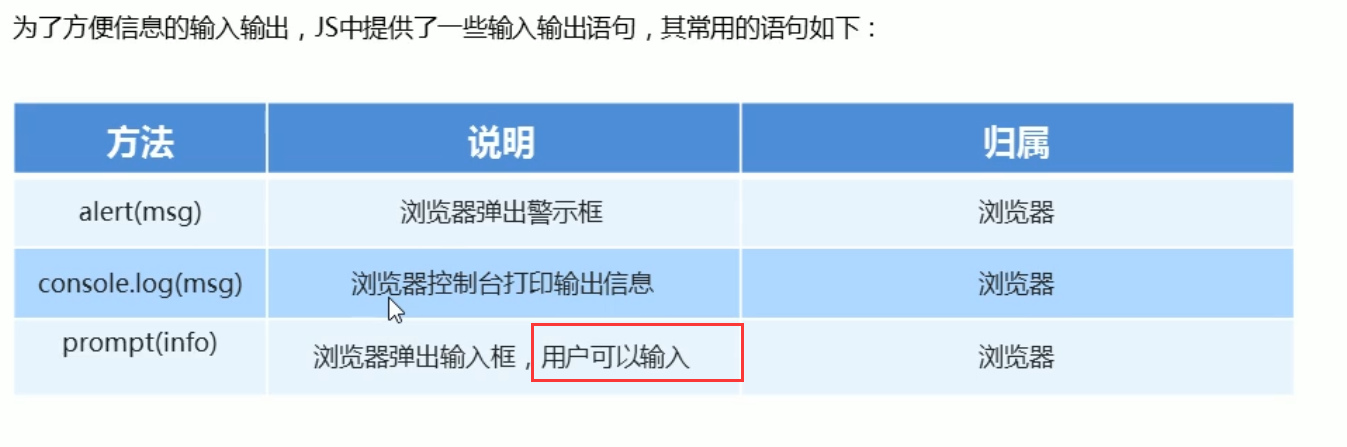 为了方便信息的输入输出，JS中提供了一些输入输出语句，其常用的语句如下：
方法 说明 归属
alert(msg) 浏览器弹出警示框 浏览器
console.log(msg) 浏览器控制台打印输出信息 浏览器
prompt(info) 浏览器弹出输入框，用户可以输入 浏览器